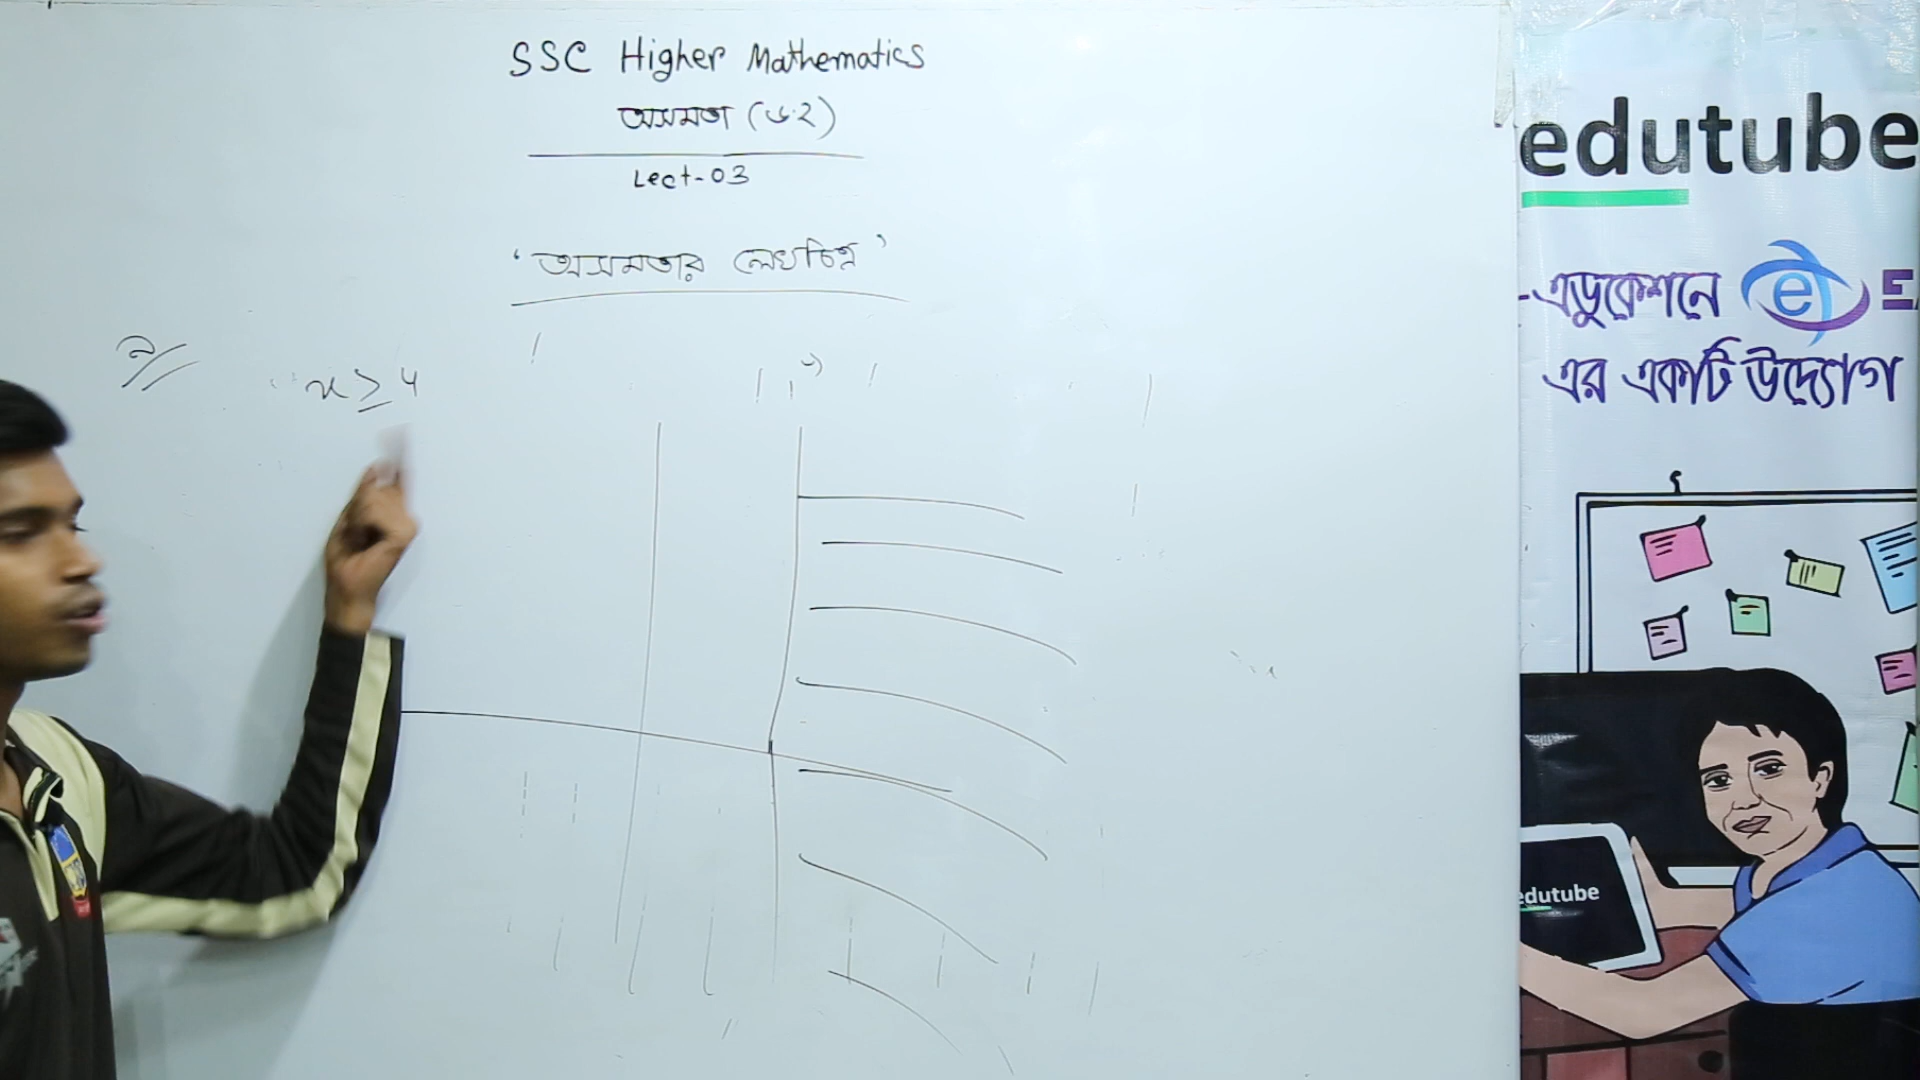 SSC Higher Mathematics
অসমতা (৬.২)
Lect-03
'অসমতার লেখচিত্র'
x ≥ 4
edutube
-এডুকেশনে
এর একটি উদ্যোগ
edutube